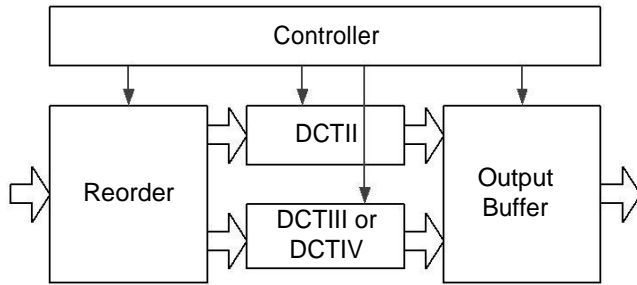 Controller
DCTII
Reorder
Output
Buffer
DCTIII or
DCTIV